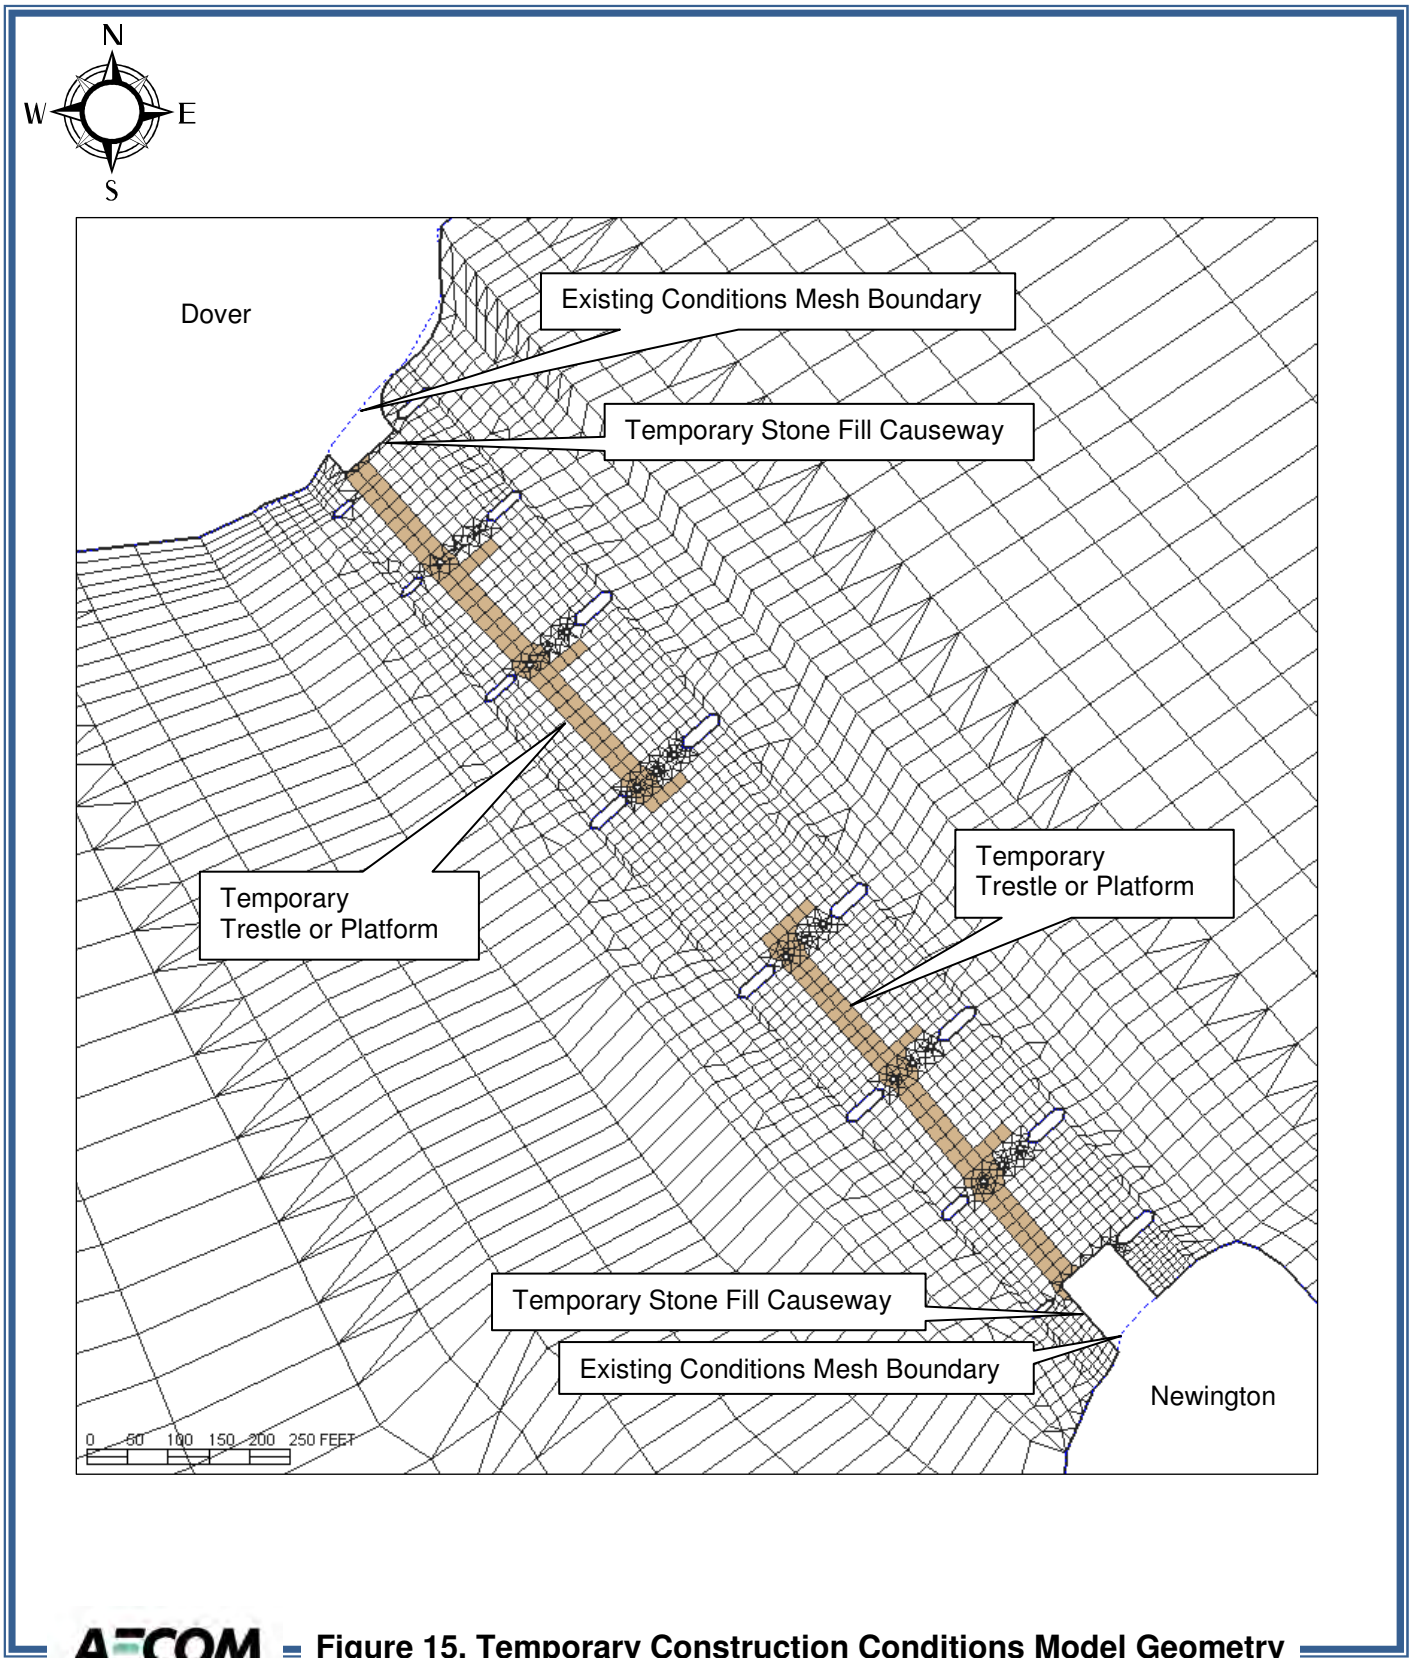 N
W E
S
Dover
Existing Conditions Mesh Boundary
Temporary Stone Fill Causeway
Temporary
Trestle or Platform
Temporary
Trestle or Platform
Temporary Stone Fill Causeway
Existing Conditions Mesh Boundary
Newington
0 50 100 150 200 250 FEET
AECOM
Figure 15. Temporary Construction Conditions Model Geometry